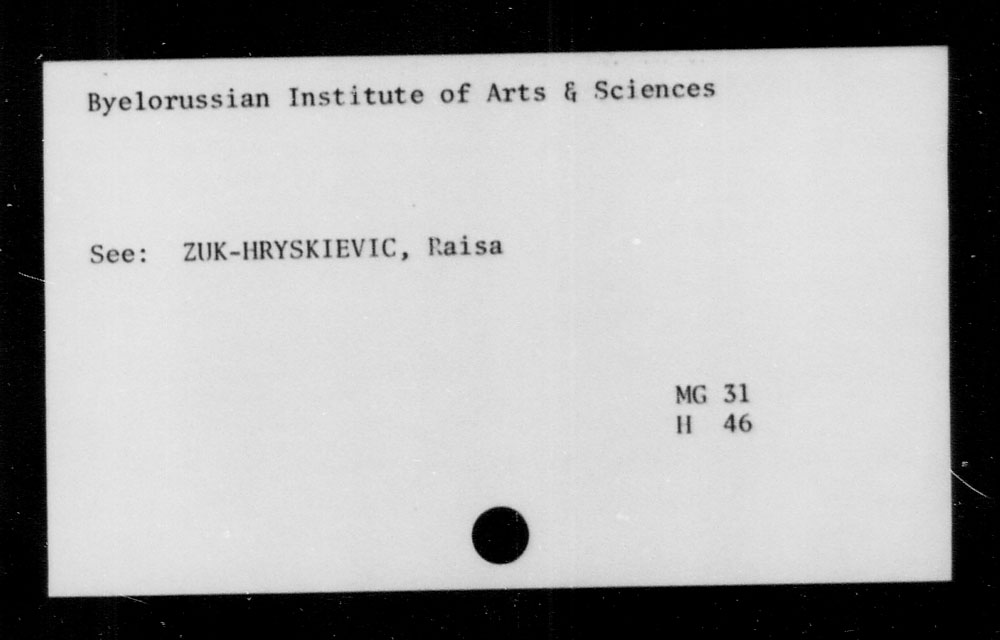 Byelorussian Institute of Arts & Sciences
See: ZUK-HRYSKIEVIC, Raisa
MG 31
H 46